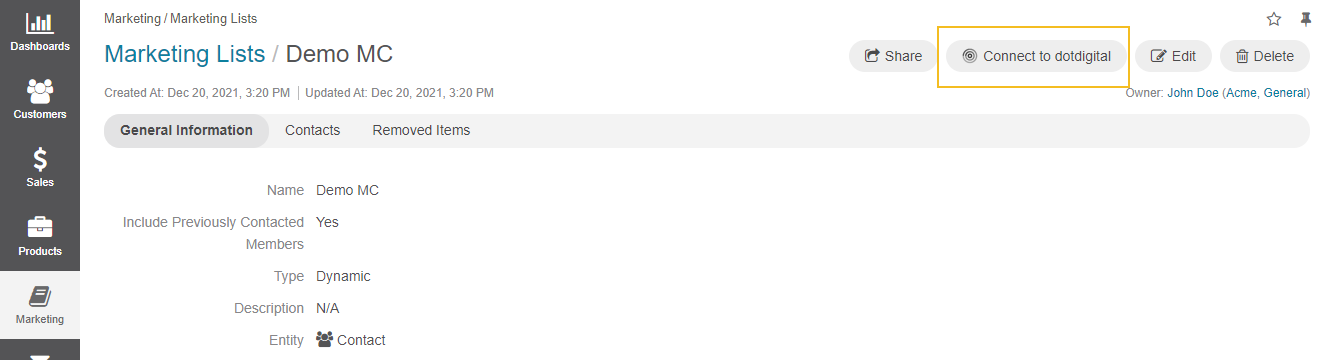 Dashboards
Customers
Sales
Products
Marketing
Marketing / Marketing Lists
Marketing Lists / Demo MC
Share
Connect to dotdigital
Edit
Delete
Created At: Dec 20, 2021, 3:20 PM | Updated At: Dec 20, 2021, 3:20 PM
Owner: John Doe (Acme, General)
General Information Contacts Removed Items
Name Demo MC
Include Previously Contacted Yes
Members
Type Dynamic
Description N/A
Entity Contact